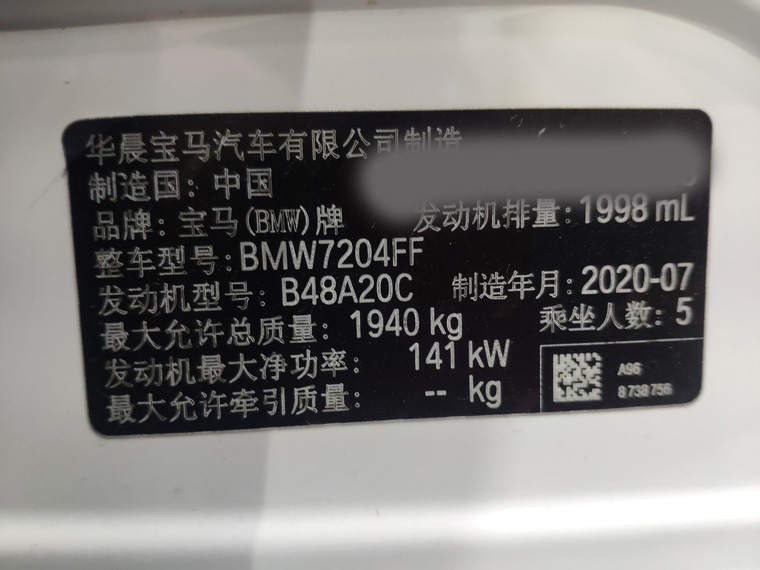 华晨宝马汽车有限公司制造
制造国：中国
品牌：宝马(BMW)牌 发动机排量：1998 mL
整车型号：BMW7204FF
发动机型号：B48A20C 制造年月：2020-07
最大允许总质量：1940 kg 乘坐人数：5
发动机最大净功率：141 kW
最大允许牵引质量：-- kg
A96
8 738 756